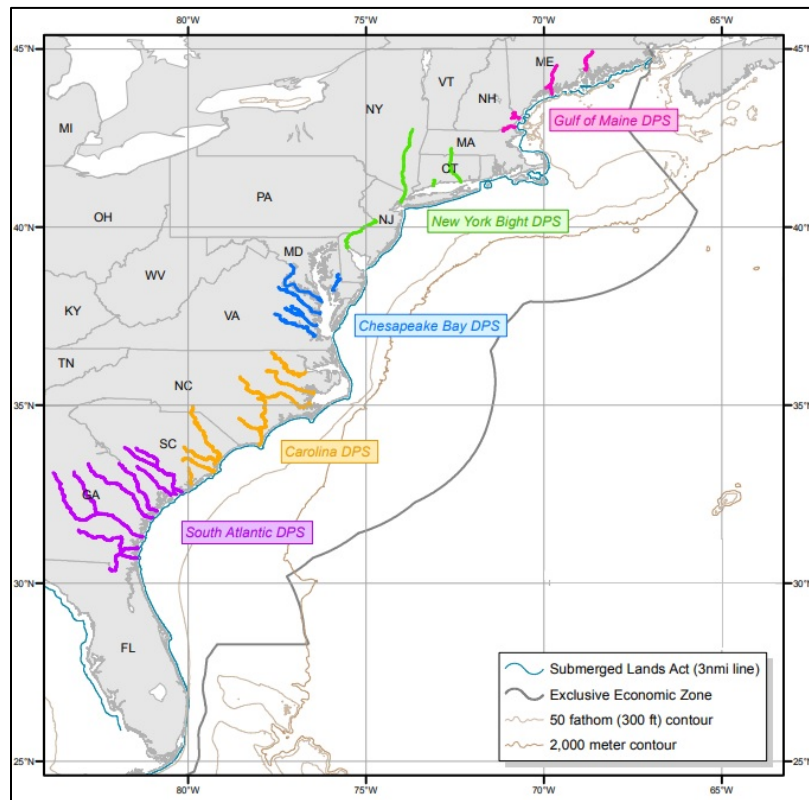 80°W 75°W 70°W 65°W
45°N 45°N
ME
VT
NH
Gulf of Maine DPS
NY
MI
MA
CT
40°N 40°N
PA
NJ
New York Bight DPS
OH
MD
WV
VA
Chesapeake Bay DPS
KY
TN
35°N 35°N
NC
SC
Carolina DPS
GA
South Atlantic DPS
30°N 30°N
FL
Submerged Lands Act (3nmi line)
Exclusive Economic Zone
50 fathom (300 ft) contour
2,000 meter contour
25°N 25°N
80°W 75°W 70°W 65°W